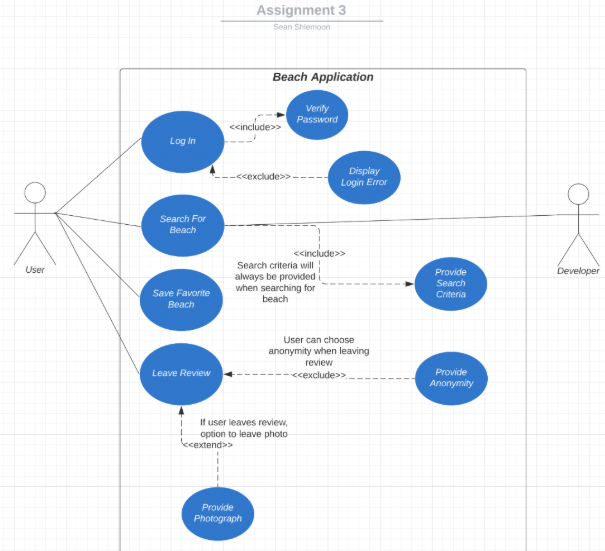 Assignment 3
Sean Shlemoon
Beach Application
Verify
Password
Log In
<<include>>
<<exclude>>
Display
Login Error
Search For
Beach
User
Developer
<<include>>
Search criteria will
always be provided
when searching for
beach
Provide
Search
Criteria
Save Favorite
Beach
User can choose
anonymity when leaving
review
<<exclude>>
Leave Review
Provide
Anonymity
If user leaves review,
option to leave photo
<<extend>>
Provide
Photograph